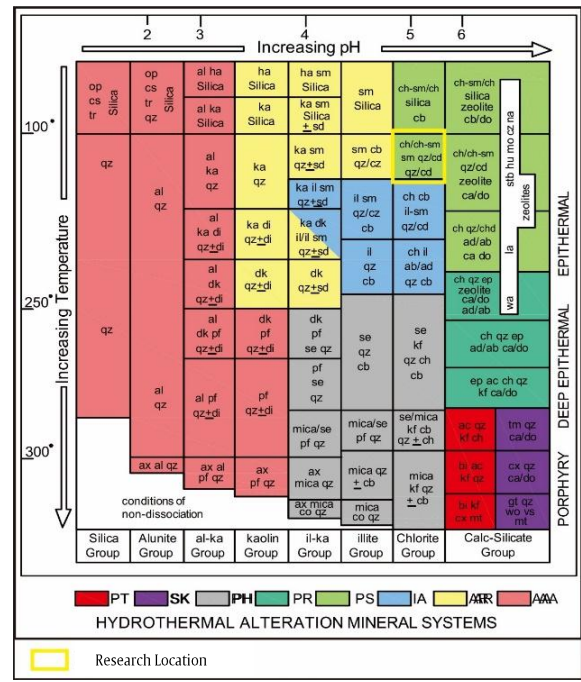 2 3 4 5 6
Increasing pH
Increasing Temperature
100°
250°
300°
EPITHERMAL
DEEP EPITHERMAL
PORPHYRY
op
cs Silica
tr
qz
qz
op
cs Silica
tr
qz
al
qz
al
qz
ax al qz
al ha
Silica
al ka
Silica
al
ka
qz
al
ka di
qz±di
al
dk
qz±di
al
dk pf
qz±di
al pf
qz±di
ax al
pf qz
ha
Silica
ka
Silica
ka
qz
ka di
qz±di
dk
qz±di
dk pf
qz±di
pf
qz±di
ax
pf qz
ha sm
Silica
ka sm
Silica
± sd
ka sm
qz±sd
ka il sm
qz±sd
ka dk
il/il sm
qz±sd
dk
qz±sd
dk
pf
se qz
pf
se
qz
mica/se
pf qz
ax
mica qz
ax mica
co qz
sm
Silica
sm cb
qz/cz
il sm
qz/cz
cb
il
qz
cb
se
qz
cb
mica/se
pf qz
mica qz
± cb
mica
qz
ch-sm/ch
silica
cb
ch/ch-sm
sm qz/cd
qz/cd
ch cb
il-sm
qz/cd
ch il
ab/ad
qz cb
se
kf
qz ch
cb
se/mica
kf cb
qz ± ch
mica
kf qz
± cb
ch-sm/ch
silica
zeolite
cb/do
ch/ch-sm
qz/cd
zeolite
ca/do
ch qz/chd
ad/ab
ca do
ch qz ep
zeolite
ca/do
ad/ab
ch qz ep
ad/ab ca/do
ep ac ch qz
kf ca/do
ac qz
kf ch
tm qz
ca/do
bi ac
kf qz
cx qz
ca/do
bi kf
cx mt
gt qz
wo vs
mt
stb hu mo cz na
zeolites
la
wa
conditions of
non-dissociation
Silica
Group
Alunite
Group
al-ka
Group
kaolin
Group
il-ka
Group
illite
Group
Chlorite
Group
Calc-Silicate
Group
PT SK PH PR PS IA AAR AAA
HYDROTHERMAL ALTERATION MINERAL SYSTEMS
Research Location